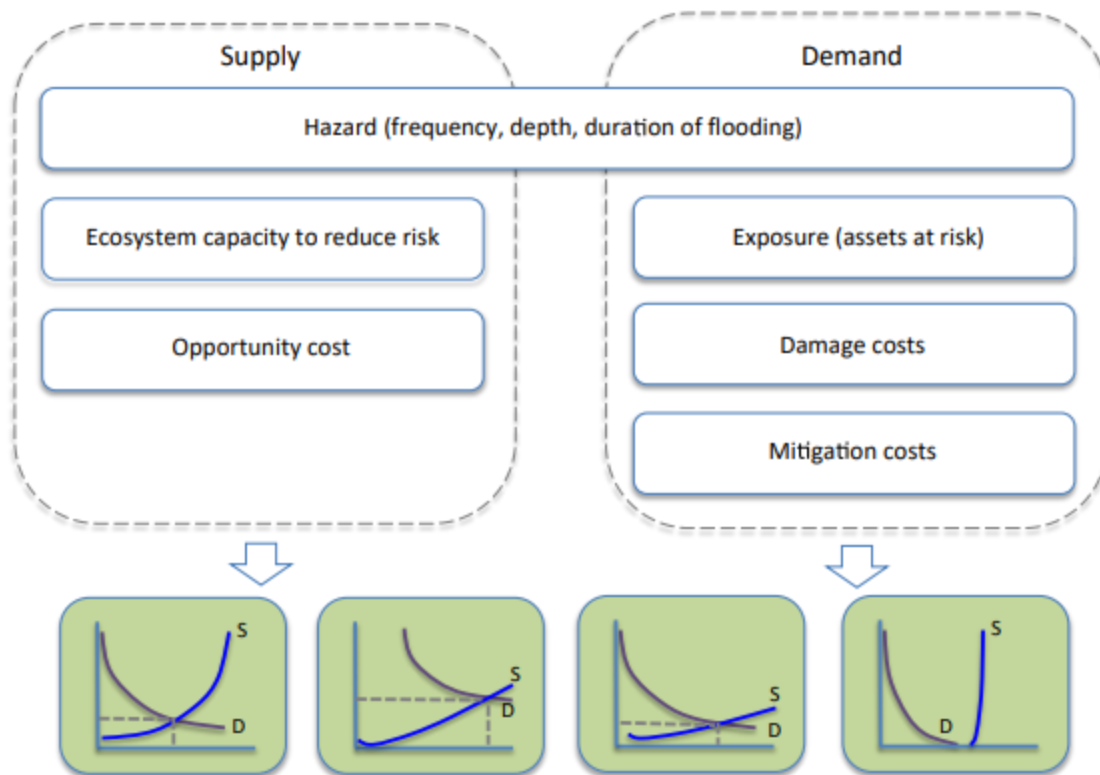 Supply
Demand
Hazard (frequency, depth, duration of flooding)
Ecosystem capacity to reduce risk
Exposure (assets at risk)
Opportunity cost
Damage costs
Mitigation costs
S
D
S
D
S
D
S
D